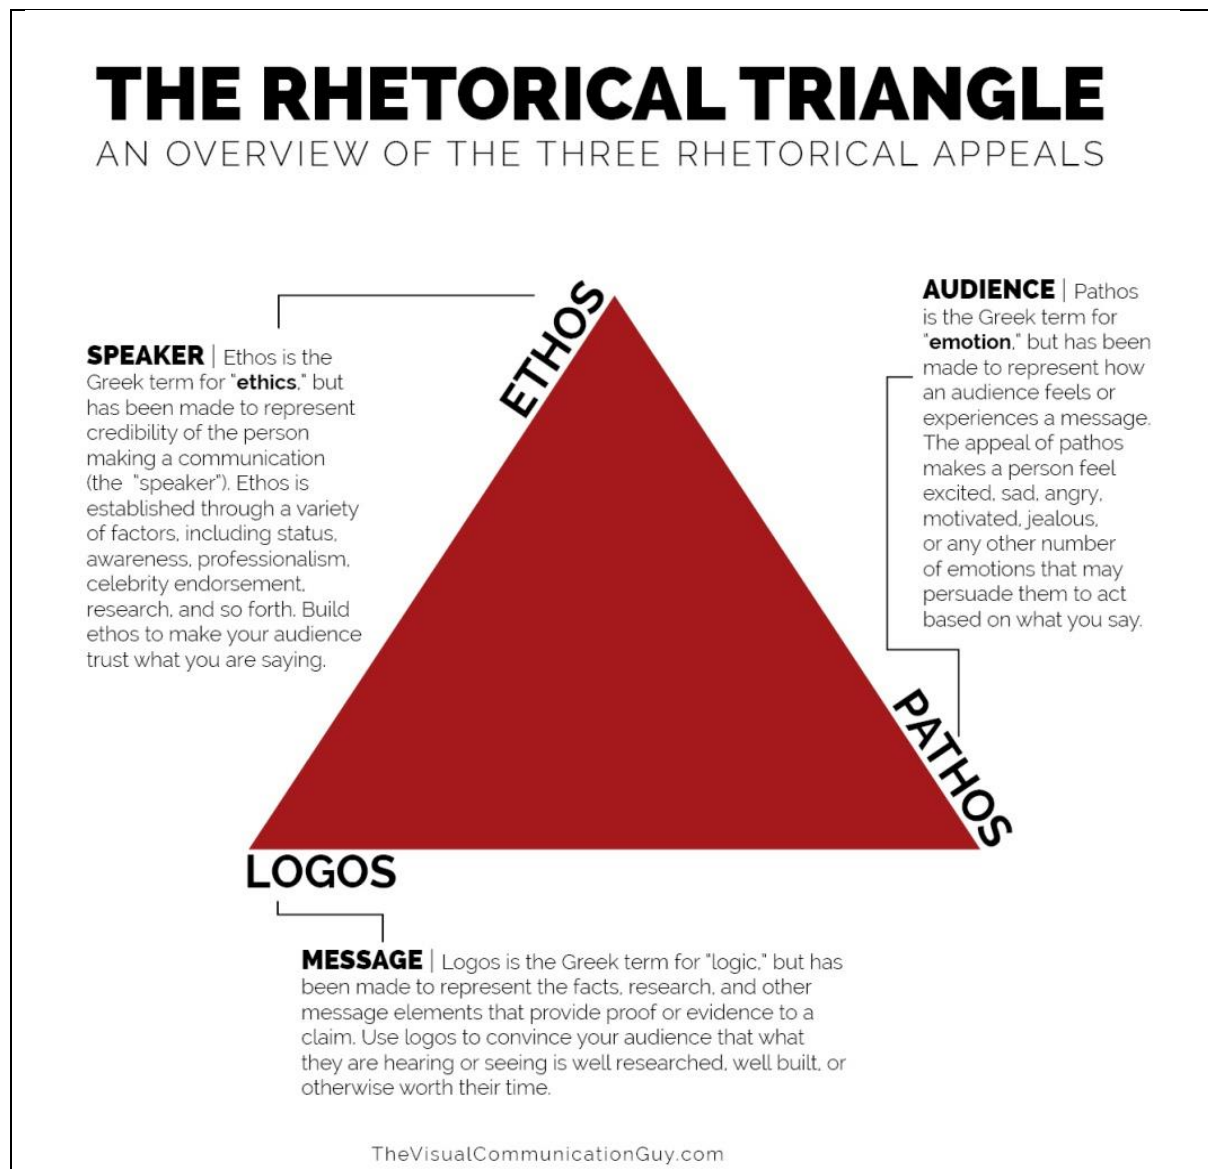 THE RHETORICAL TRIANGLE
AN OVERVIEW OF THE THREE RHETORICAL APPEALS
ETHOS
SPEAKER | Ethos is the
Greek term for "ethics," but
has been made to represent
credibility of the person
making a communication
(the "speaker"). Ethos is
established through a variety
of factors, including status,
awareness, professionalism,
celebrity endorsement,
research, and so forth. Build
ethos to make your audience
trust what you are saying.
AUDIENCE | Pathos
is the Greek term for
"emotion," but has been
made to represent how
an audience feels or
experiences a message.
The appeal of pathos
makes a person feel
excited, sad, angry,
motivated, jealous,
or any other number
of emotions that may
persuade them to act
based on what you say.
PATHOS
LOGOS
MESSAGE | Logos is the Greek term for "logic," but has
been made to represent the facts, research, and other
message elements that provide proof or evidence to a
claim. Use logos to convince your audience that what
they are hearing or seeing is well researched, well built, or
otherwise worth their time.
TheVisualCommunicationGuy.com